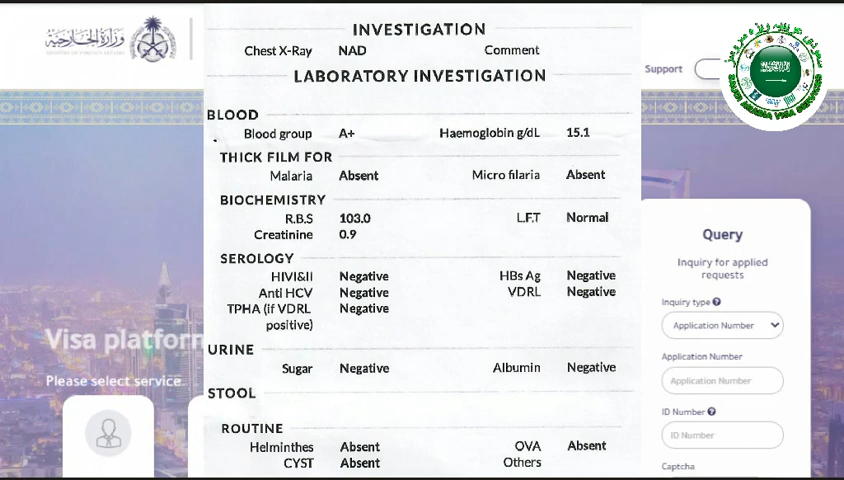 وزارة الخارجية
INVESTIGATION
Chest X-Ray NAD Comment
LABORATORY INVESTIGATION
Support
SAUDI ARABIA VISA SERVICES
BLOOD
Blood group A+ Haemoglobin g/dL 15.1
THICK FILM FOR
Malaria Absent Micro filaria Absent
BIOCHEMISTRY
R.B.S 103.0 L.F.T Normal
Creatinine 0.9
SEROLOGY
HIVI&II Negative HBs Ag Negative
Anti HCV Negative VDRL Negative
TPHA (if VDRL Negative
positive)
URINE
Sugar Negative Albumin Negative
STOOL
ROUTINE
Helminthes Absent OVA Absent
CYST Absent Others
Visa platform
Please select service
Query
Inquiry for applied
requests
Inquiry type
Application Number
Application Number
Application Number
ID Number
ID Number
Captcha